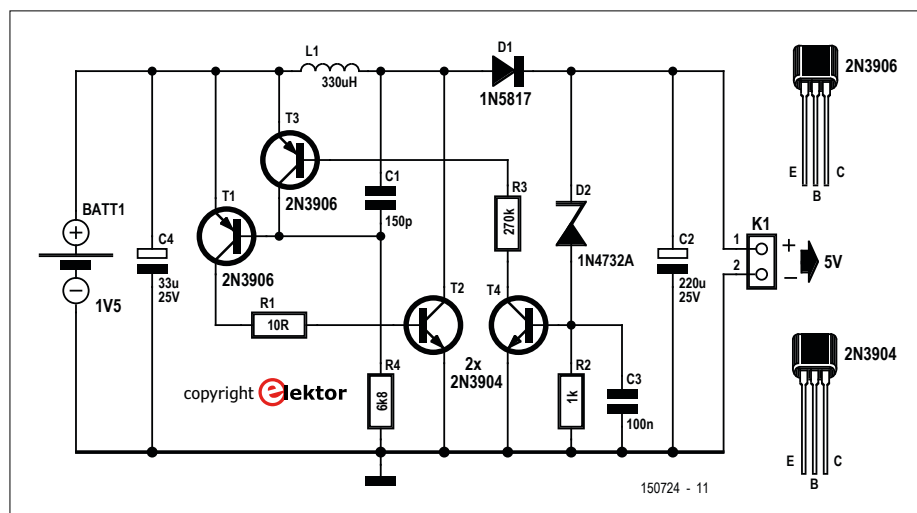 L1
330uH
D1
1N5817
2N3906
E
B
C
T3
2N3906
C1
150p
R3
270k
D2
1N4732A
T1
2N3906
BATT1
1V5
C4
33u
25V
R1
10R
T2
T4
2x
2N3904
C2
220u
25V
K1
1
2
+
−
5V
R4
6k8
R2
1k
C3
100n
copyright elektor
2N3904
E
B
C
150724 - 11